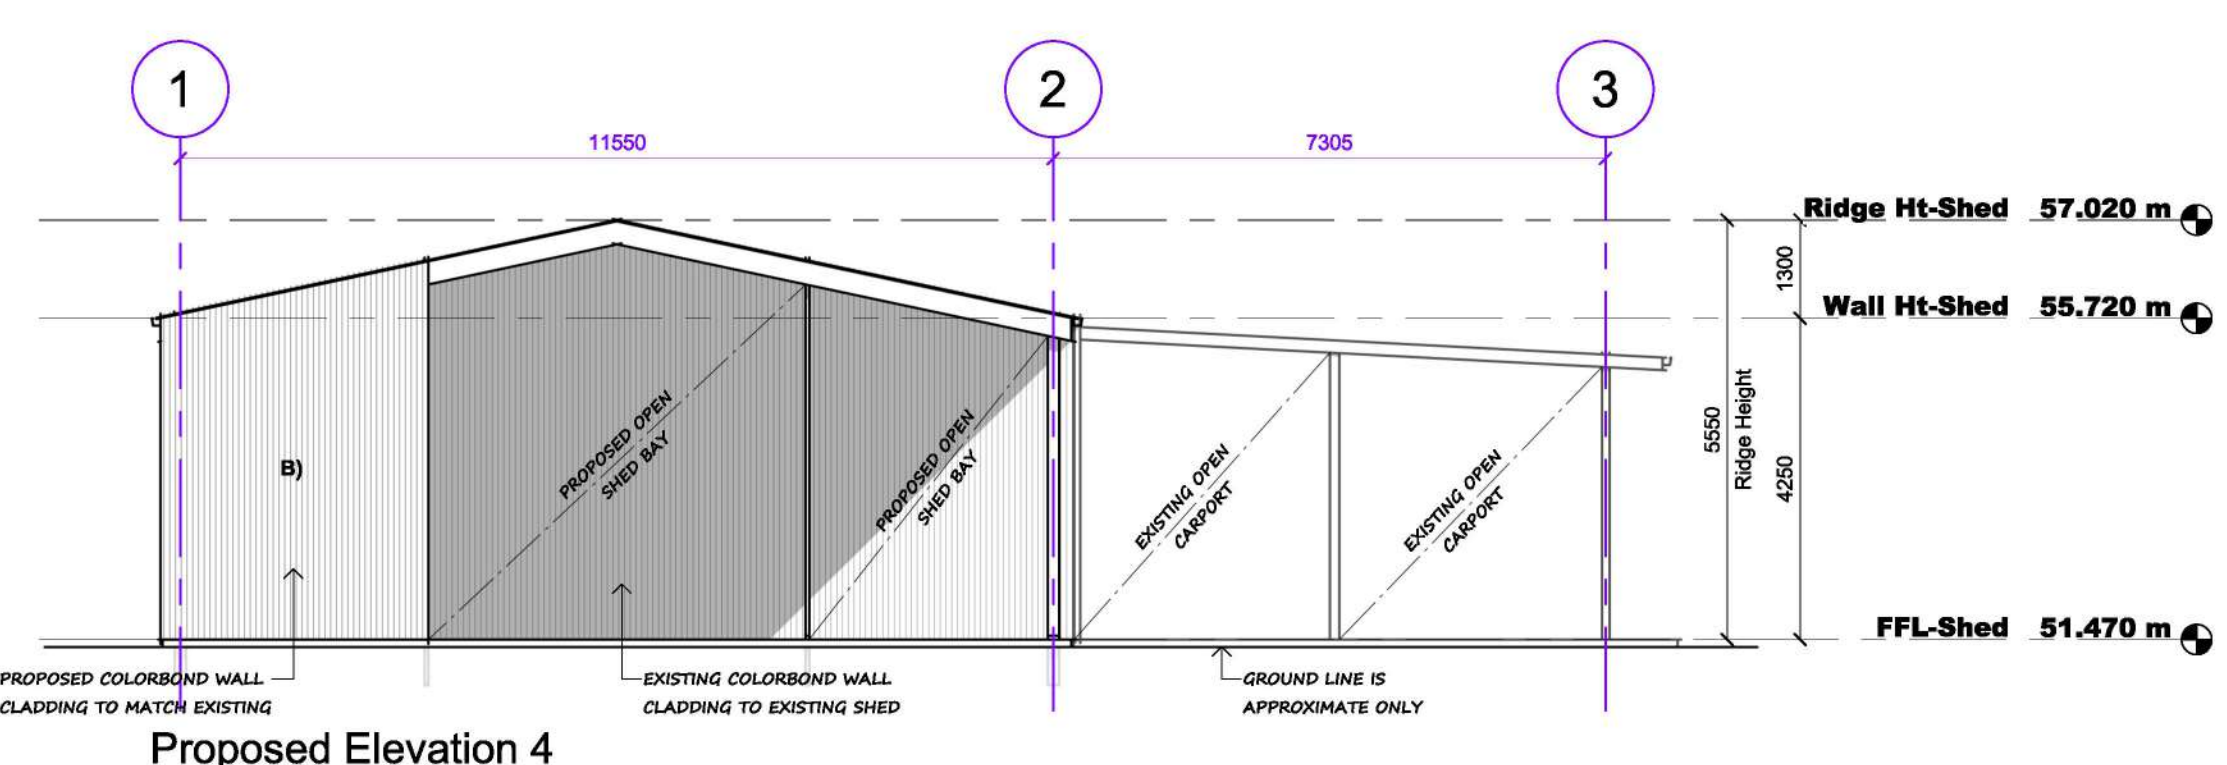 1
2
3
11550
7305
Ridge Ht-Shed 57.020 m
1300
Wall Ht-Shed 55.720 m
5550
Ridge Height
4250
FFL-Shed 51.470 m
B)
PROPOSED OPEN
SHED BAY
PROPOSED OPEN
SHED BAY
EXISTING OPEN
CARPORT
EXISTING OPEN
CARPORT
PROPOSED COLORBOND WALL
CLADDING TO MATCH EXISTING
EXISTING COLORBOND WALL
CLADDING TO EXISTING SHED
GROUND LINE IS
APPROXIMATE ONLY
Proposed Elevation 4